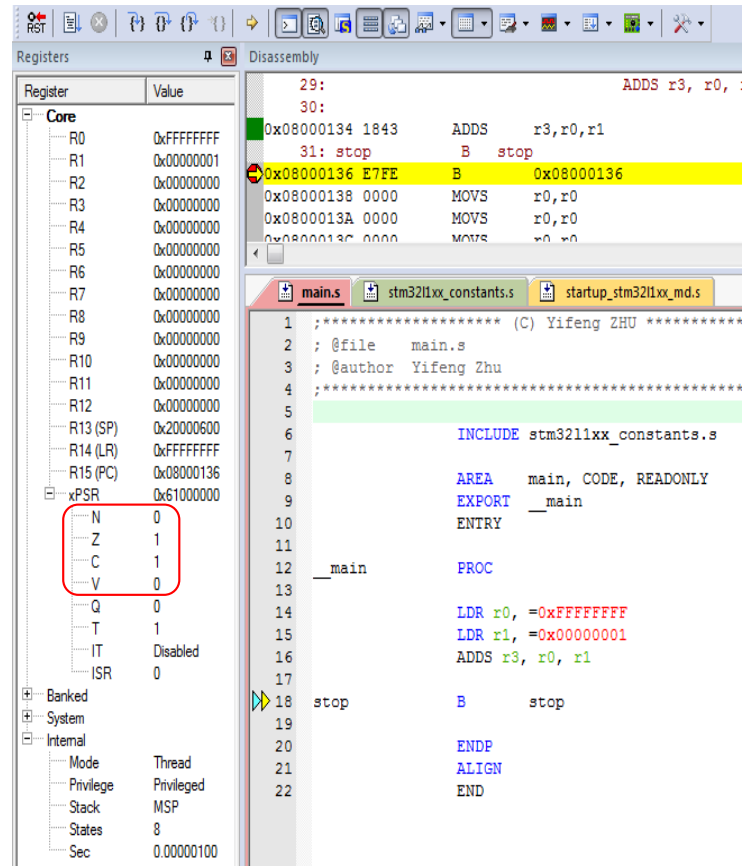 RST
Registers
Register Value
Core
R0 0xFFFFFFFF
R1 0x00000001
R2 0x00000000
R3 0x00000000
R4 0x00000000
R5 0x00000000
R6 0x00000000
R7 0x00000000
R8 0x00000000
R9 0x00000000
R10 0x00000000
R11 0x00000000
R12 0x00000000
R13 (SP) 0x20000600
R14 (LR) 0xFFFFFFFF
R15 (PC) 0x08000136
xPSR 0x61000000
N 0
Z 1
C 1
V 0
Q 0
T 1
IT Disabled
ISR 0
Banked
System
Internal
Mode Thread
Privilege Privileged
Stack MSP
States 8
Sec 0.00000100
Disassembly
29: ADDS r3, r0,
30:
0x08000134 1843 ADDS r3,r0,r1
31: stop B stop
0x08000136 E7FE B 0x08000136
0x08000138 0000 MOVS r0,r0
0x0800013A 0000 MOVS r0,r0
0x0800013C 0000 MOVS r0,r0
main.s stm32l1xx_constants.s startup_stm32l1xx_md.s
1 ;******************** (C) Yifeng ZHU ***********
2 ; @file main.s
3 ; @author Yifeng Zhu
4 ;***********************************************
5
6 INCLUDE stm32l1xx_constants.s
7
8 AREA main, CODE, READONLY
9 EXPORT __main
10 ENTRY
11
12 __main PROC
13
14 LDR r0, =0xFFFFFFFF
15 LDR r1, =0x00000001
16 ADDS r3, r0, r1
17
18 stop B stop
19
20 ENDP
21 ALIGN
22 END